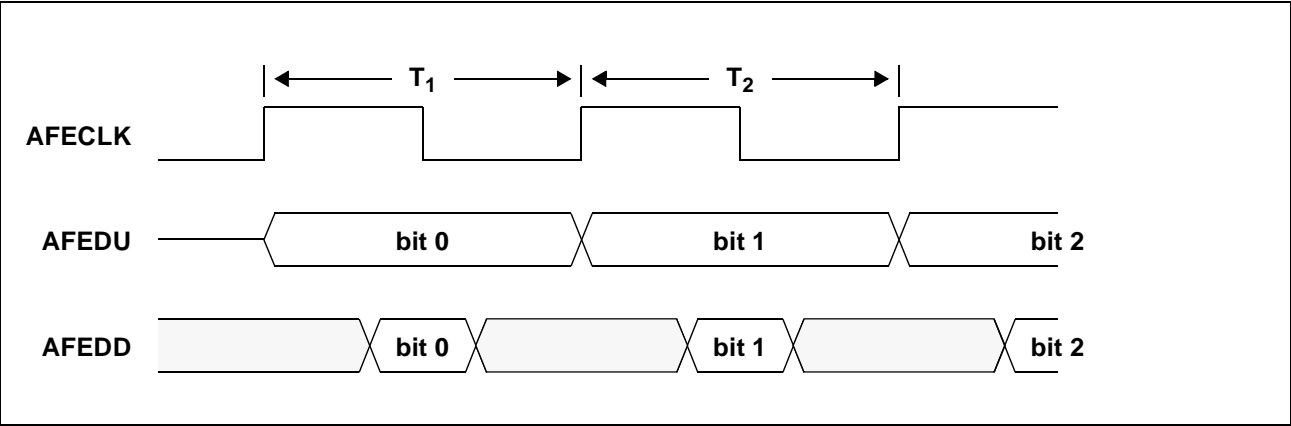 T1 T2
AFECLK
AFEDU bit 0 bit 1 bit 2
AFEDD bit 0 bit 1 bit 2